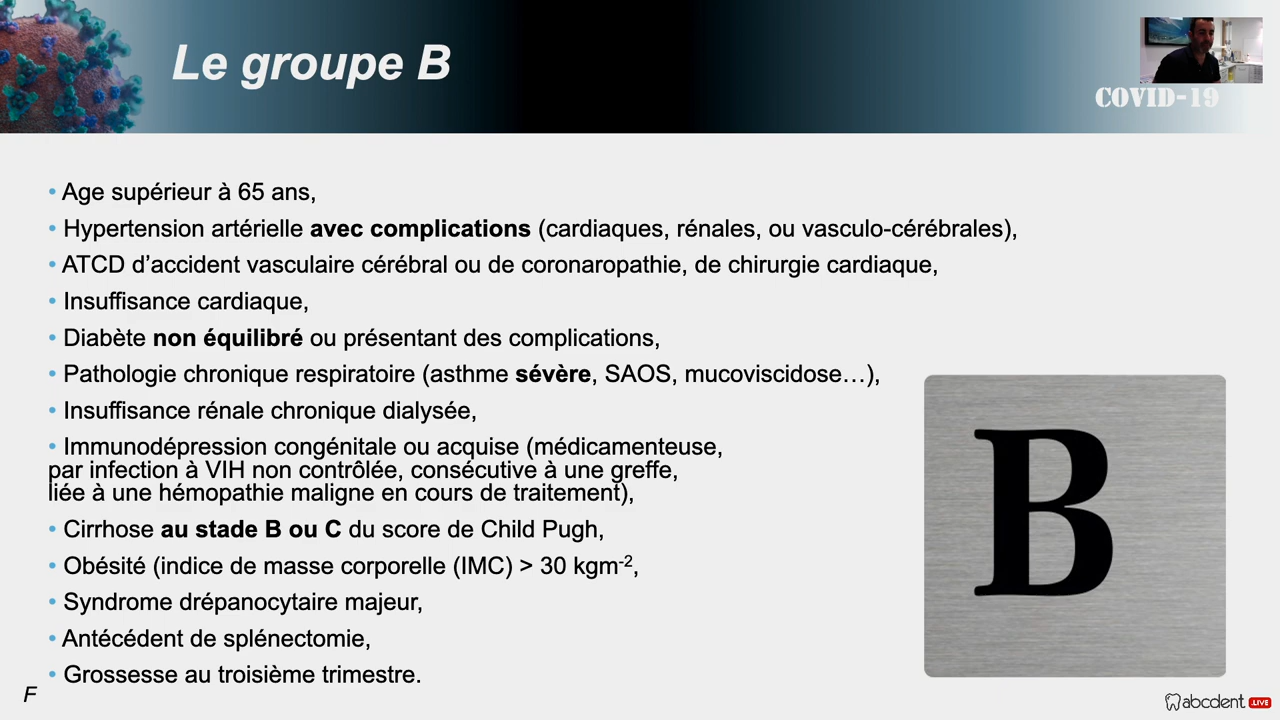 Le groupe B
COVID-19
• Age supérieur à 65 ans,
• Hypertension artérielle avec complications (cardiaques, rénales, ou vasculo-cérébrales),
• ATCD d’accident vasculaire cérébral ou de coronaropathie, de chirurgie cardiaque,
• Insuffisance cardiaque,
• Diabète non équilibré ou présentant des complications,
• Pathologie chronique respiratoire (asthme sévère, SAOS, mucoviscidose…),
• Insuffisance rénale chronique dialysée,
• Immunodépression congénitale ou acquise (médicamenteuse,
par infection à VIH non contrôlée, consécutive à une greffe,
liée à une hémopathie maligne en cours de traitement),
• Cirrhose au stade B ou C du score de Child Pugh,
• Obésité (indice de masse corporelle (IMC) > 30 kgm⁻²,
• Syndrome drépanocytaire majeur,
• Antécédent de splénectomie,
• Grossesse au troisième trimestre.
B
F
abcdent .LIVE